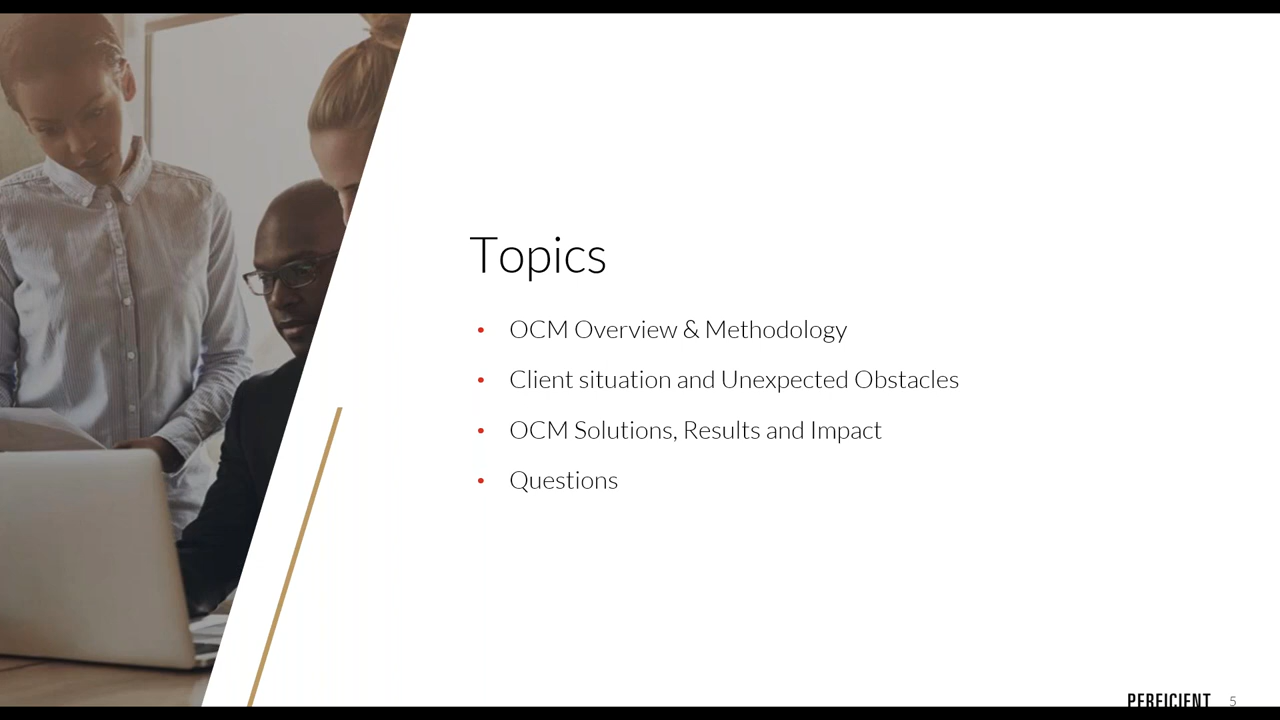 Topics
• OCM Overview & Methodology
• Client situation and Unexpected Obstacles
• OCM Solutions, Results and Impact
• Questions
PERFICIENT 5